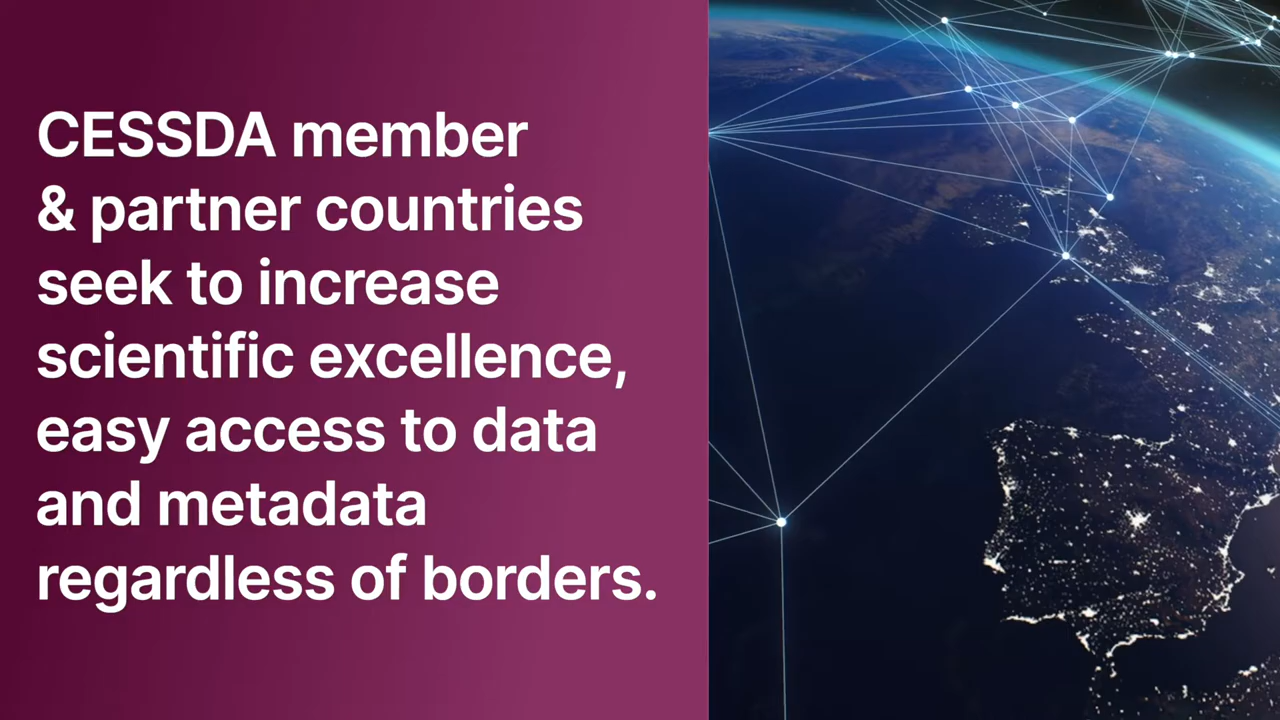 CESSDA member
& partner countries
seek to increase
scientific excellence,
easy access to data
and metadata
regardless of borders.